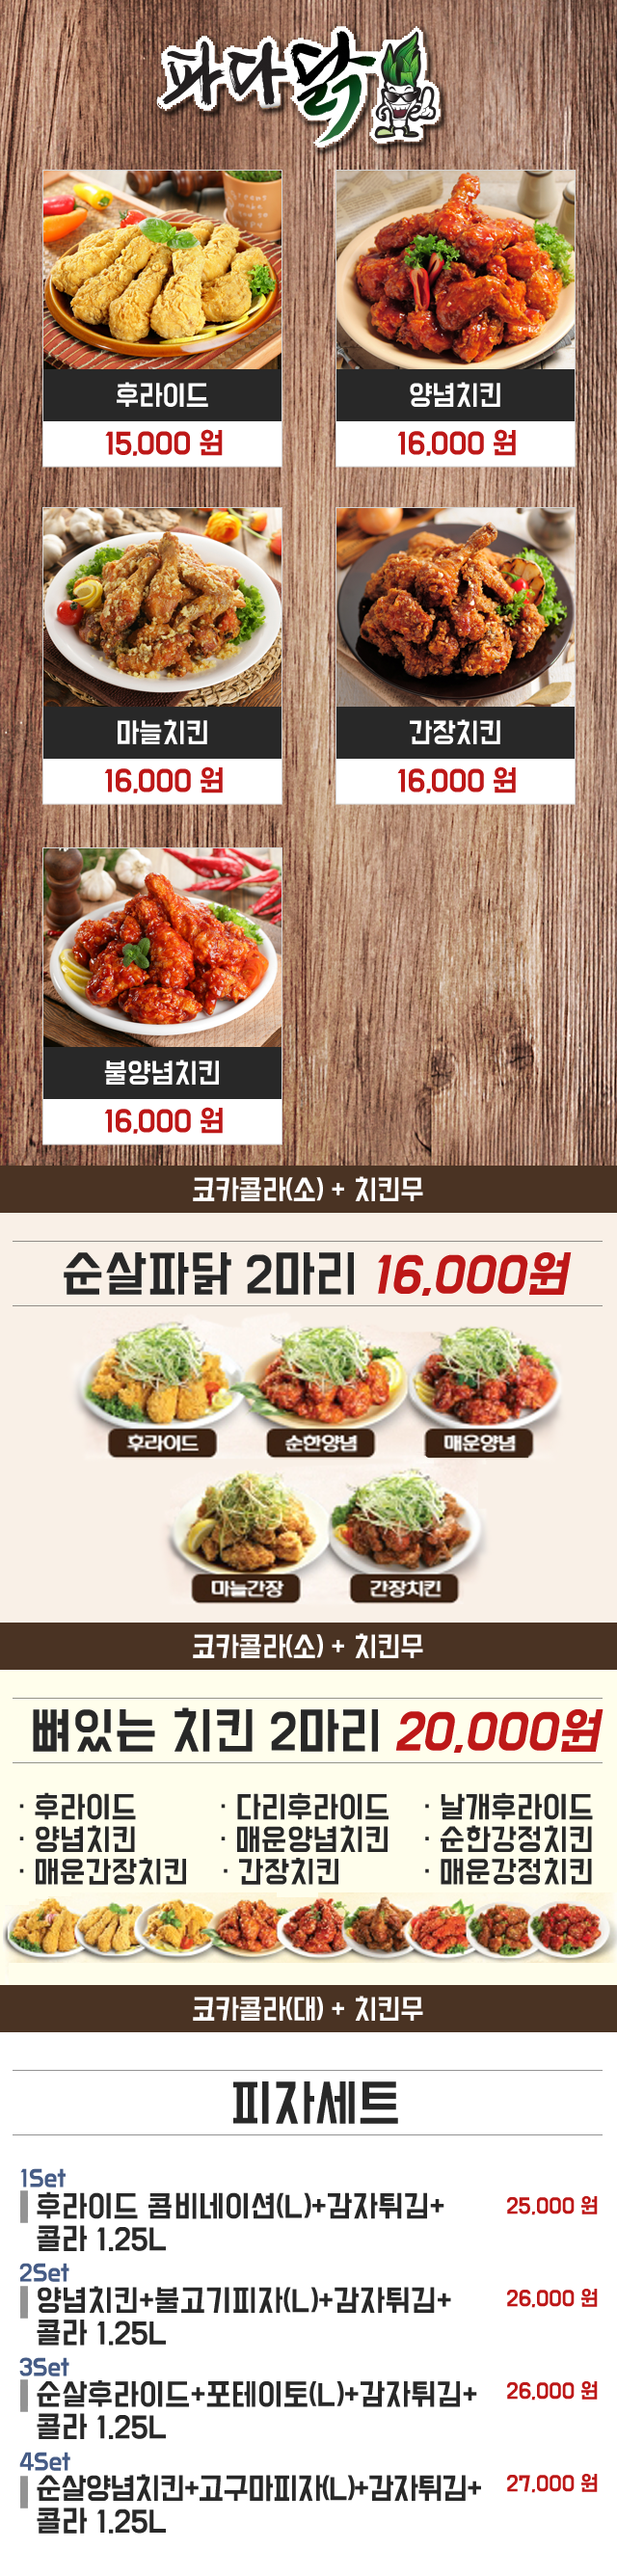 파다닭
후라이드
15,000 원
양념치킨
16,000 원
마늘치킨
16,000 원
간장치킨
16,000 원
불양념치킨
16,000 원
코카콜라(소) + 치킨무
순살파닭 2마리 16,000원
후라이드
순한양념
매운양념
마늘간장
간장치킨
코카콜라(소) + 치킨무
뼈있는 치킨 2마리 20,000원
· 후라이드 · 다리후라이드 · 날개후라이드
· 양념치킨 · 매운양념치킨 · 순한강정치킨
· 매운간장치킨 · 간장치킨 · 매운강정치킨
코카콜라(대) + 치킨무
피자세트
1Set
후라이드 콤비네이션(L)+감자튀김+ 25,000 원
콜라 1.25L
2Set
양념치킨+불고기피자(L)+감자튀김+ 26,000 원
콜라 1.25L
3Set
순살후라이드+포테이토(L)+감자튀김+ 26,000 원
콜라 1.25L
4Set
순살양념치킨+고구마피자(L)+감자튀김+ 27,000 원
콜라 1.25L